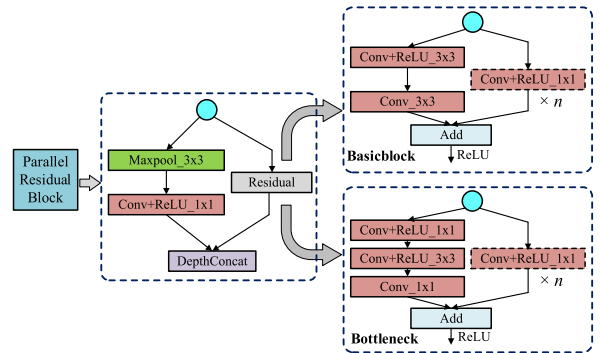 Parallel
Residual
Block
Maxpool_3x3
Conv+ReLU_1x1
Residual
DepthConcat
Conv+ReLU_3x3
Conv_3x3
Conv+ReLU_1x1
× n
Add
ReLU
Basicblock
Conv+ReLU_1x1
Conv+ReLU_3x3
Conv_1x1
Conv+ReLU_1x1
× n
Add
ReLU
Bottleneck